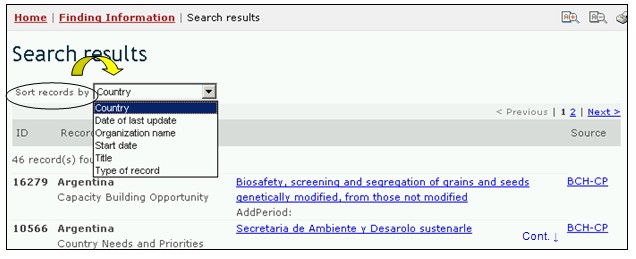 Home | Finding Information | Search results
Search results
Sort records by Country
Country
Date of last update
Organization name
Start date
Title
Type of record
< Previous | 1 2 | Next >
ID Recor Source
46 record(s) fou
16279 Argentina Biosafety, screening and segregation of grains and seeds BCH-CP
Capacity Building Opportunity genetically modified, from those not modified
AddPeriod:
10566 Argentina Secretaria de Ambiente y Desarolo sustenarle BCH-CP
Country Needs and Priorities Cont. ↓